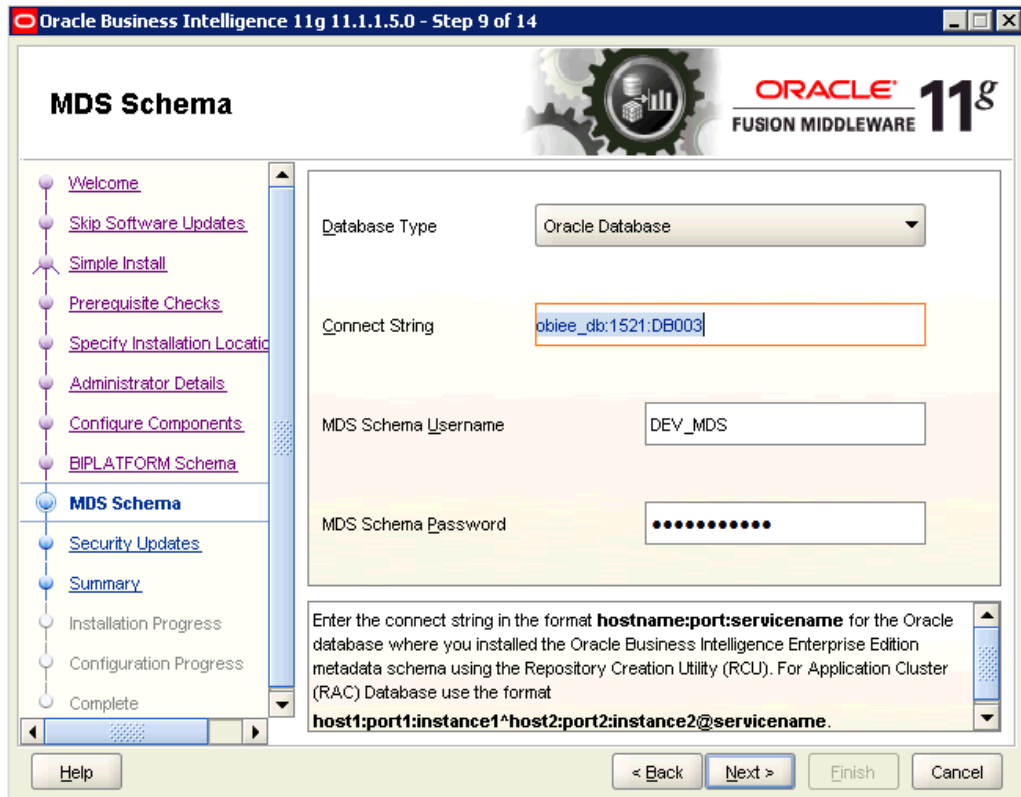 Oracle Business Intelligence 11g 11.1.1.5.0 - Step 9 of 14
MDS Schema
ORACLE
FUSION MIDDLEWARE
11g
Welcome
Skip Software Updates
Simple Install
Prerequisite Checks
Specify Installation Locatio
Administrator Details
Configure Components
BIPLATFORM Schema
MDS Schema
Security Updates
Summary
Installation Progress
Configuration Progress
Complete
Database Type
Oracle Database
Connect String
obiee_db:1521:DB003
MDS Schema Username
DEV_MDS
MDS Schema Password
•••••••••••
Enter the connect string in the format hostname:port:servicename for the Oracle
database where you installed the Oracle Business Intelligence Enterprise Edition
metadata schema using the Repository Creation Utility (RCU). For Application Cluster
(RAC) Database use the format
host1:port1:instance1^host2:port2:instance2@servicename.
Help
< Back
Next >
Finish
Cancel